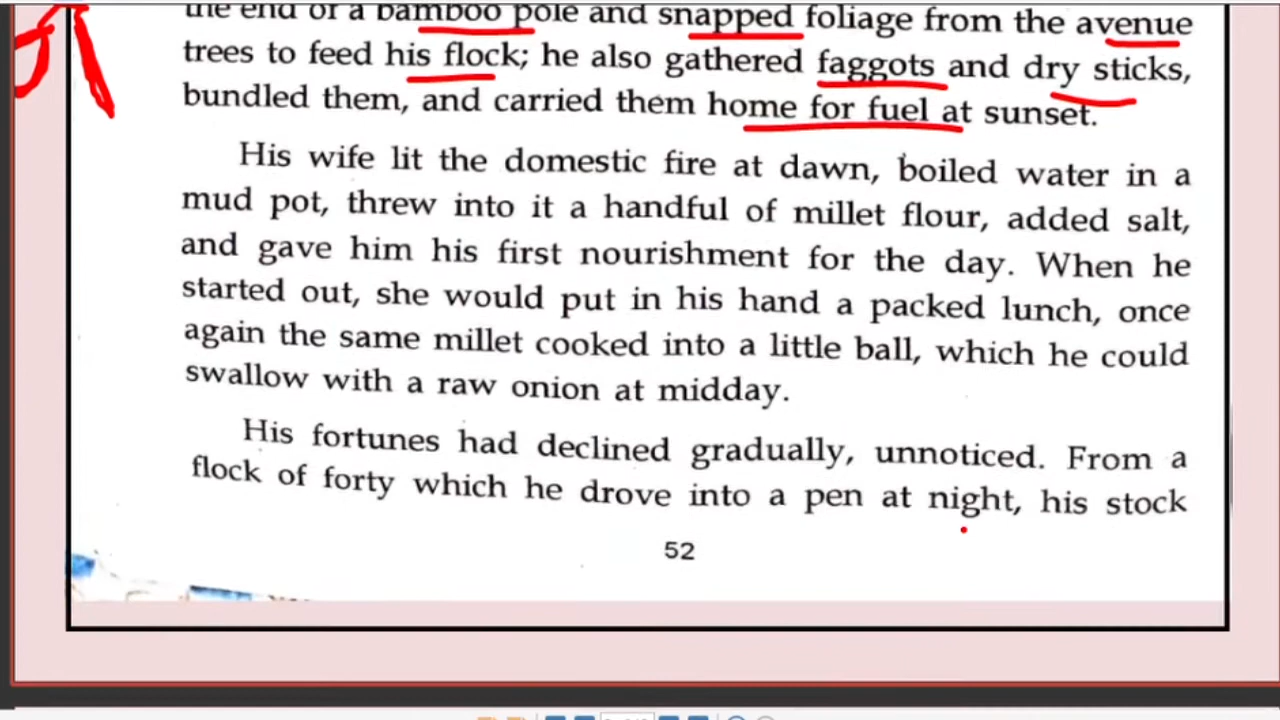 the end of a bamboo pole and snapped foliage from the avenue
trees to feed his flock; he also gathered faggots and dry sticks,
bundled them, and carried them home for fuel at sunset.
His wife lit the domestic fire at dawn, boiled water in a
mud pot, threw into it a handful of millet flour, added salt,
and gave him his first nourishment for the day. When he
started out, she would put in his hand a packed lunch, once
again the same millet cooked into a little ball, which he could
swallow with a raw onion at midday.
His fortunes had declined gradually, unnoticed. From a
flock of forty which he drove into a pen at night, his stock
52